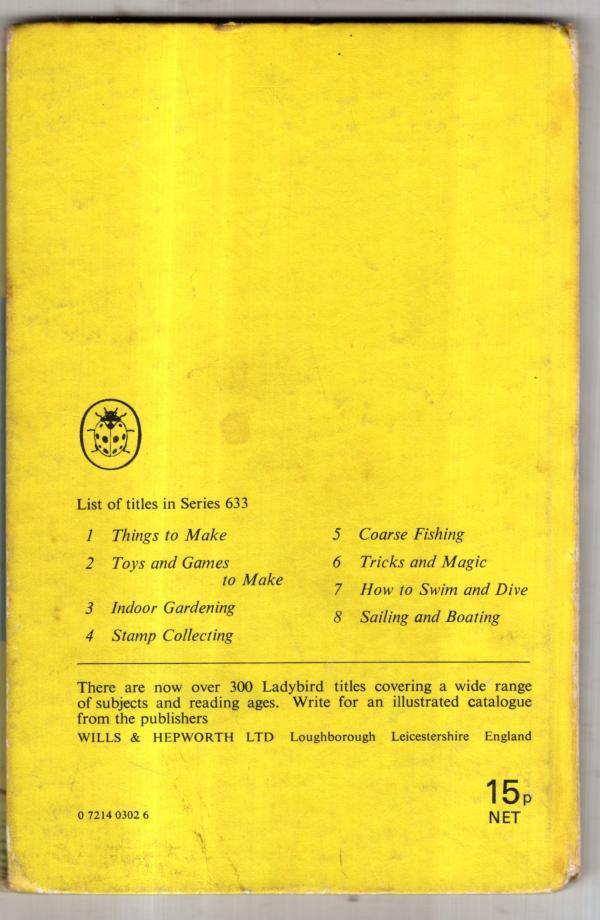 List of titles in Series 633
1 Things to Make
2 Toys and Games
to Make
3 Indoor Gardening
4 Stamp Collecting
5 Coarse Fishing
6 Tricks and Magic
7 How to Swim and Dive
8 Sailing and Boating
There are now over 300 Ladybird titles covering a wide range
of subjects and reading ages. Write for an illustrated catalogue
from the publishers
WILLS & HEPWORTH LTD Loughborough Leicestershire England
15p
NET
0 7214 0302 6